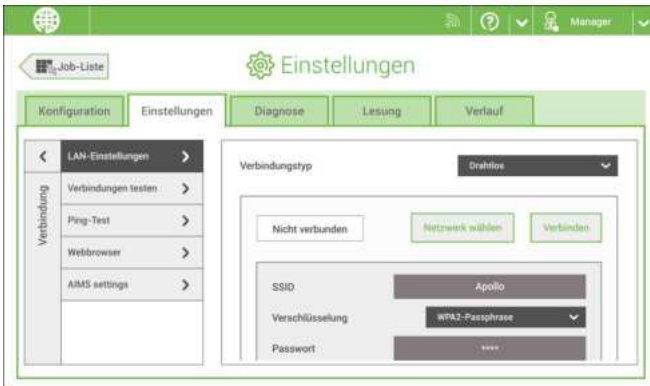 Manager
Job-Liste
Einstellungen
Konfiguration
Einstellungen
Diagnose
Lesung
Verlauf
Verbindung
LAN-Einstellungen
Verbindungen testen
Ping-Test
Webbrowser
AIMS settings
Verbindungstyp
Drahtlos
Nicht verbunden
Netzwerk wählen
Verbinden
SSID
Apollo
Verschlüsselung
WPA2-Passphrase
Passwort
****